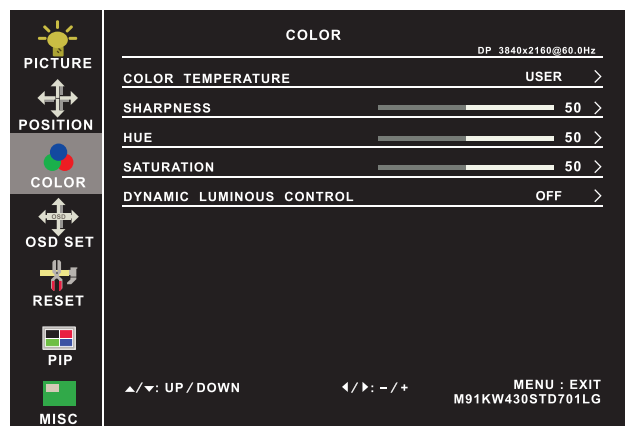 PICTURE
POSITION
COLOR
OSD
OSD SET
RESET
PIP
MISC
COLOR
DP 3840x2160@60.0Hz
COLOR TEMPERATURE USER >
SHARPNESS 50 >
HUE 50 >
SATURATION 50 >
DYNAMIC LUMINOUS CONTROL OFF >
▲/▼: UP / DOWN ◀/▶: – / + MENU : EXIT
M91KW430STD701LG